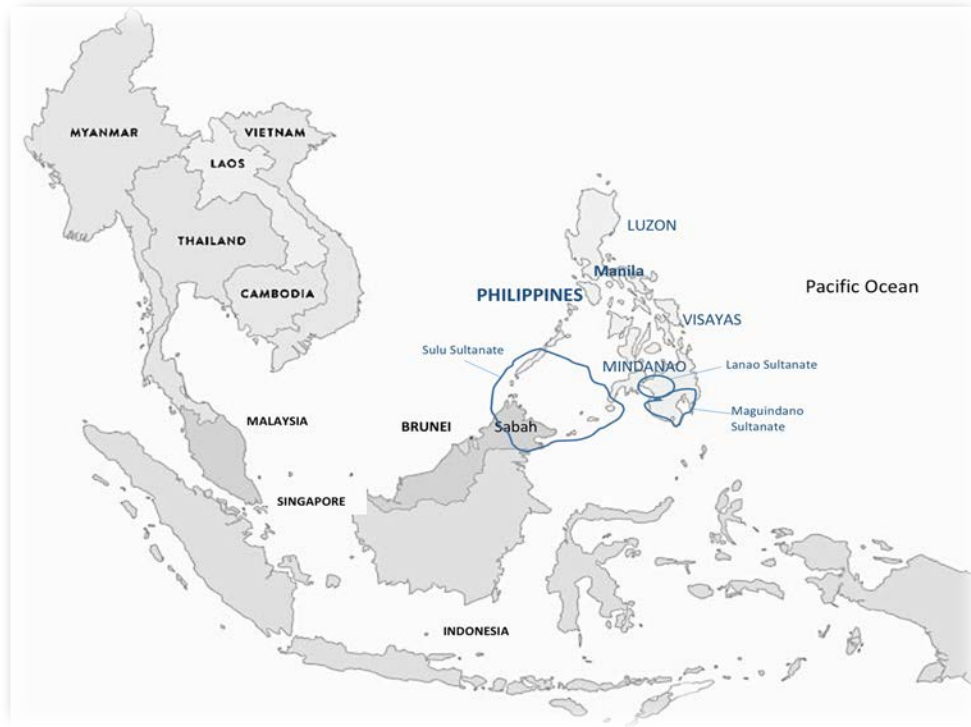 MYANMAR
VIETNAM
LAOS
THAILAND
CAMBODIA
LUZON
Manila
PHILIPPINES
Pacific Ocean
VISAYAS
Sulu Sultanate
MINDANAO
Lanao Sultanate
MALAYSIA
BRUNEI
Sabah
Maguindano
Sultanate
SINGAPORE
INDONESIA